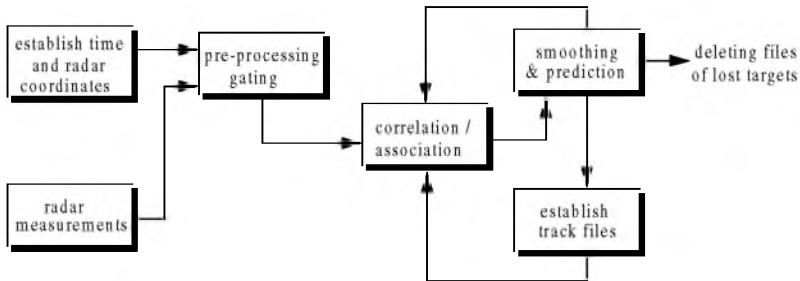 establish time
and radar
coordinates
pre-processing
gating
smoothing
& prediction
deleting files
of lost targets
correlation /
association
radar
measurements
establish
track files